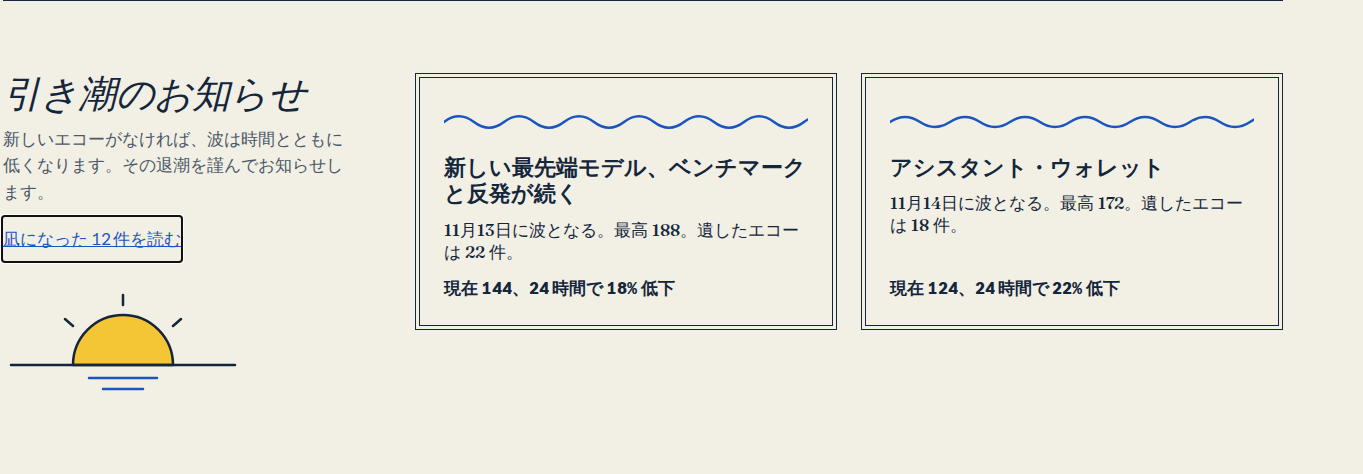 引き潮のお知らせ
新しいエコーがなければ、波は時間とともに
低くなります。その退潮を謹んでお知らせし
ます。
凪になった 12 件を読む
新しい最先端モデル、ベンチマーク
と反発が続く
11月13日に波となる。最高 188。遺したエコー
は 22 件。
現在 144、24 時間で 18% 低下
アシスタント・ウォレット
11月14日に波となる。最高 172。遺したエコー
は 18 件。
現在 124、24 時間で 22% 低下